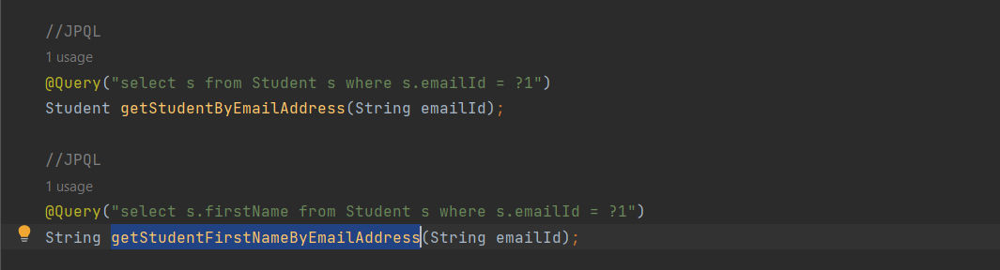 //JPQL
1 usage
@Query("select s from Student s where s.emailId = ?1")
Student getStudentByEmailAddress(String emailId);
//JPQL
1 usage
@Query("select s.firstName from Student s where s.emailId = ?1")
String getStudentFirstNameByEmailAddress(String emailId);